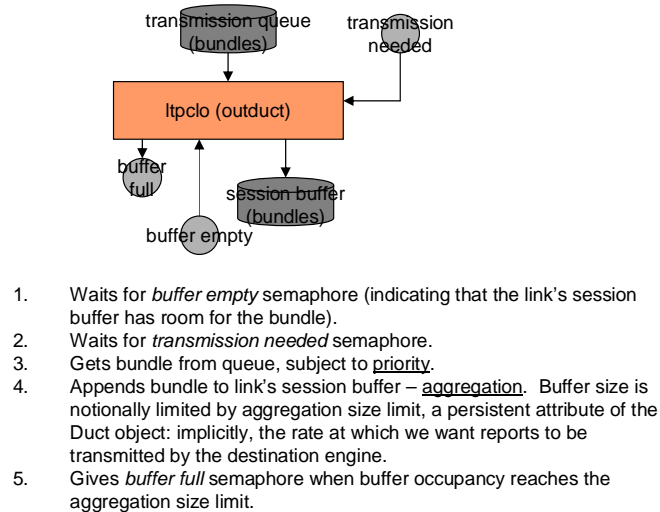 transmission queue
(bundles)
transmission
needed
ltpclo (outduct)
buffer
full
session buffer
(bundles)
buffer empty
1. Waits for buffer empty semaphore (indicating that the link's session
buffer has room for the bundle).
2. Waits for transmission needed semaphore.
3. Gets bundle from queue, subject to priority.
4. Appends bundle to link's session buffer – aggregation. Buffer size is
notionally limited by aggregation size limit, a persistent attribute of the
Duct object: implicitly, the rate at which we want reports to be
transmitted by the destination engine.
5. Gives buffer full semaphore when buffer occupancy reaches the
aggregation size limit.